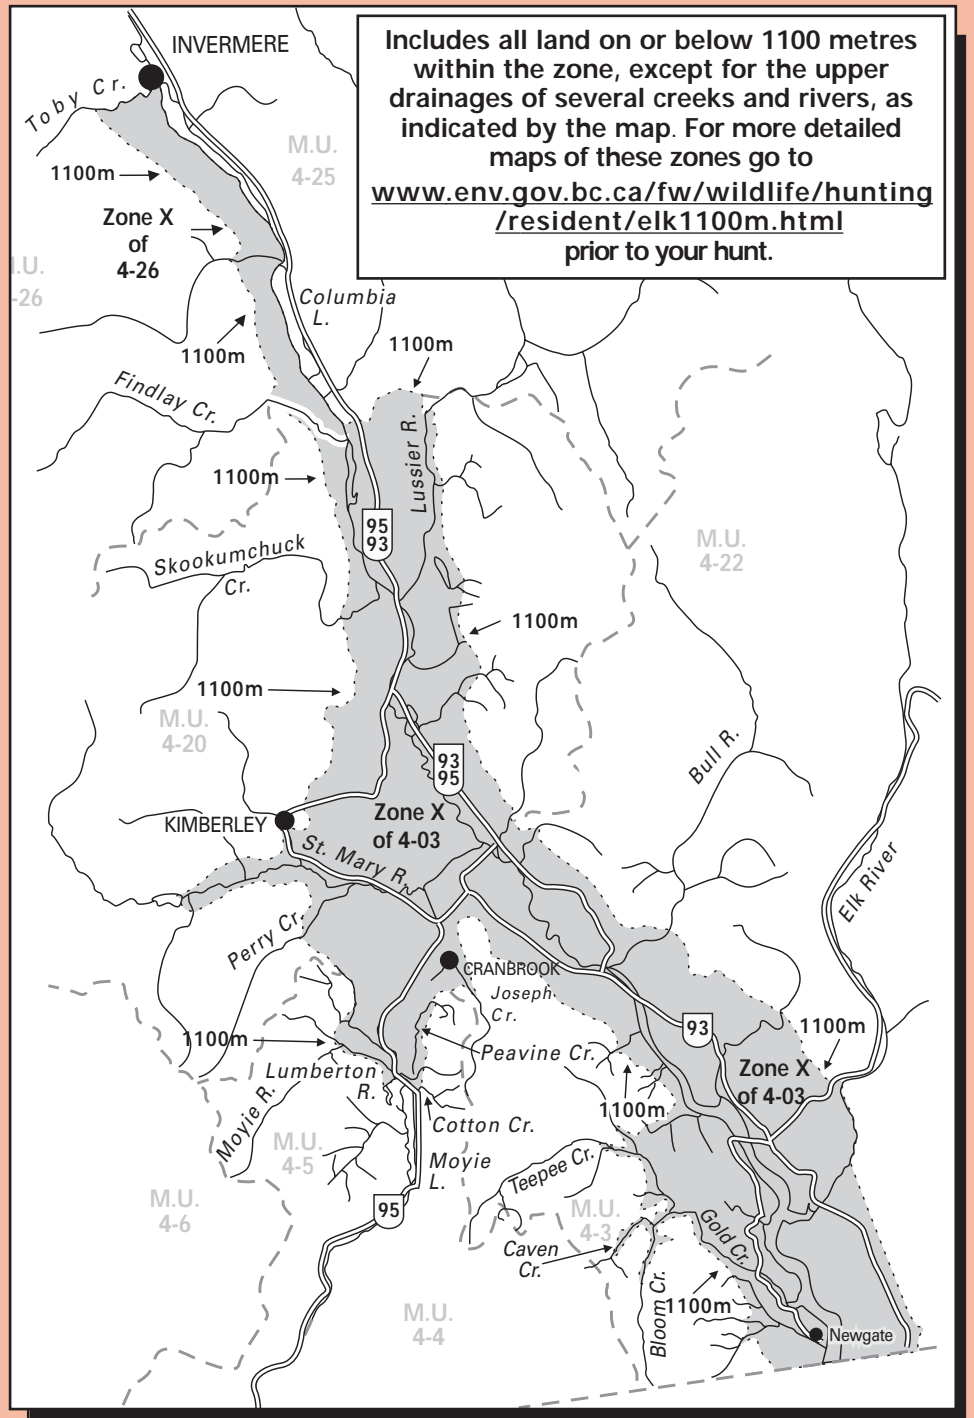 INVERMERE
Includes all land on or below 1100 metres
within the zone, except for the upper
drainages of several creeks and rivers, as
indicated by the map. For more detailed
maps of these zones go to
www.env.gov.bc.ca/fw/wildlife/hunting
/resident/elk1100m.html
prior to your hunt.
Toby Cr.
M.U.
4-25
1100m
Zone X
of
4-26
I.U.
-26
Columbia
L.
1100m
1100m
Findlay Cr.
Lussier R.
1100m
95
93
M.U.
4-22
Skookumchuck
Cr.
1100m
1100m
M.U.
4-20
Bull R.
93
95
Zone X
of 4-03
KIMBERLEY
St. Mary R.
Elk River
Perry Cr.
CRANBROOK
Joseph
Cr.
93
1100m
1100m
Peavine Cr.
Lumberton
R.
Zone X
of 4-03
Moyie R.
1100m
Cotton Cr.
M.U.
4-5
Moyie
L.
Teepee Cr.
M.U.
4-6
95
M.U.
4-3
Gold Cr.
Caven
Cr.
Bloom Cr.
1100m
M.U.
4-4
Newgate